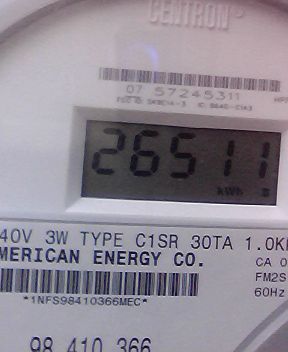 CENTRON®
07 57245311
26511
kWh
40V 3W TYPE C1SR 30TA 1.0K
MERICAN ENERGY CO.
CA 0
FM2S
60Hz
*1NFS98410366MEC*
98 410 366